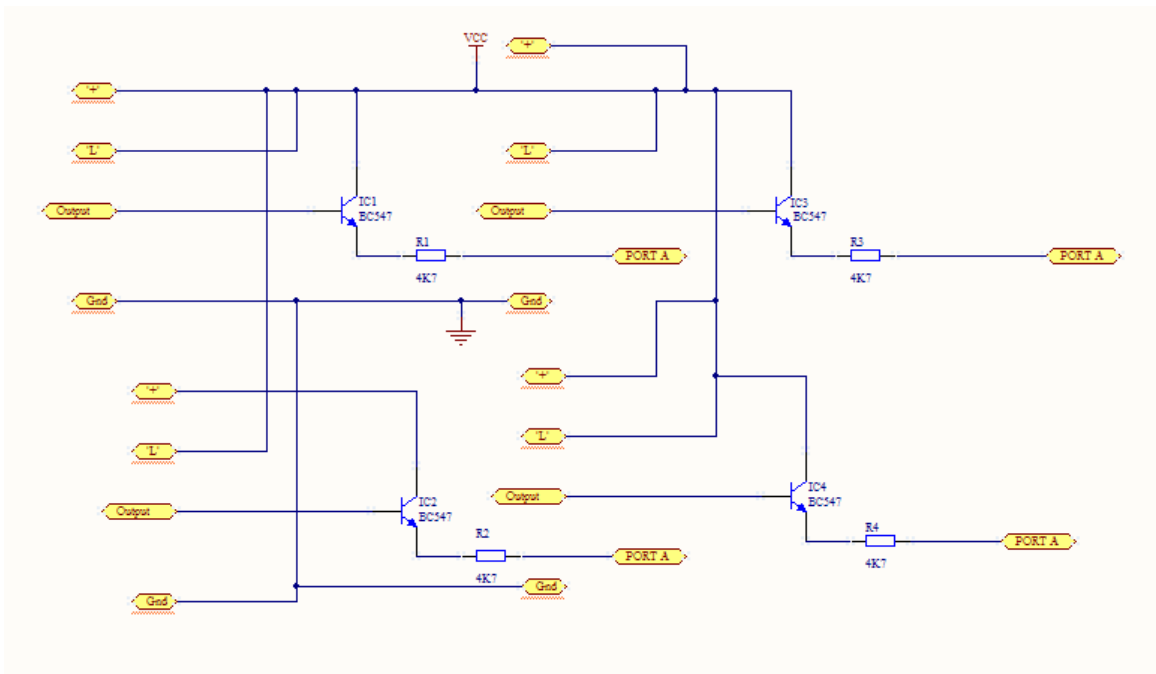 VCC
'+'
'+'
'L'
'L'
IC1
BC547
IC3
BC547
Output
Output
R1
4K7
PORT A
R3
4K7
PORT A
Gnd
Gnd
'+'
'+'
'L'
'L'
IC2
BC547
IC4
BC547
Output
Output
R2
4K7
PORT A
R4
4K7
PORT A
Gnd
Gnd